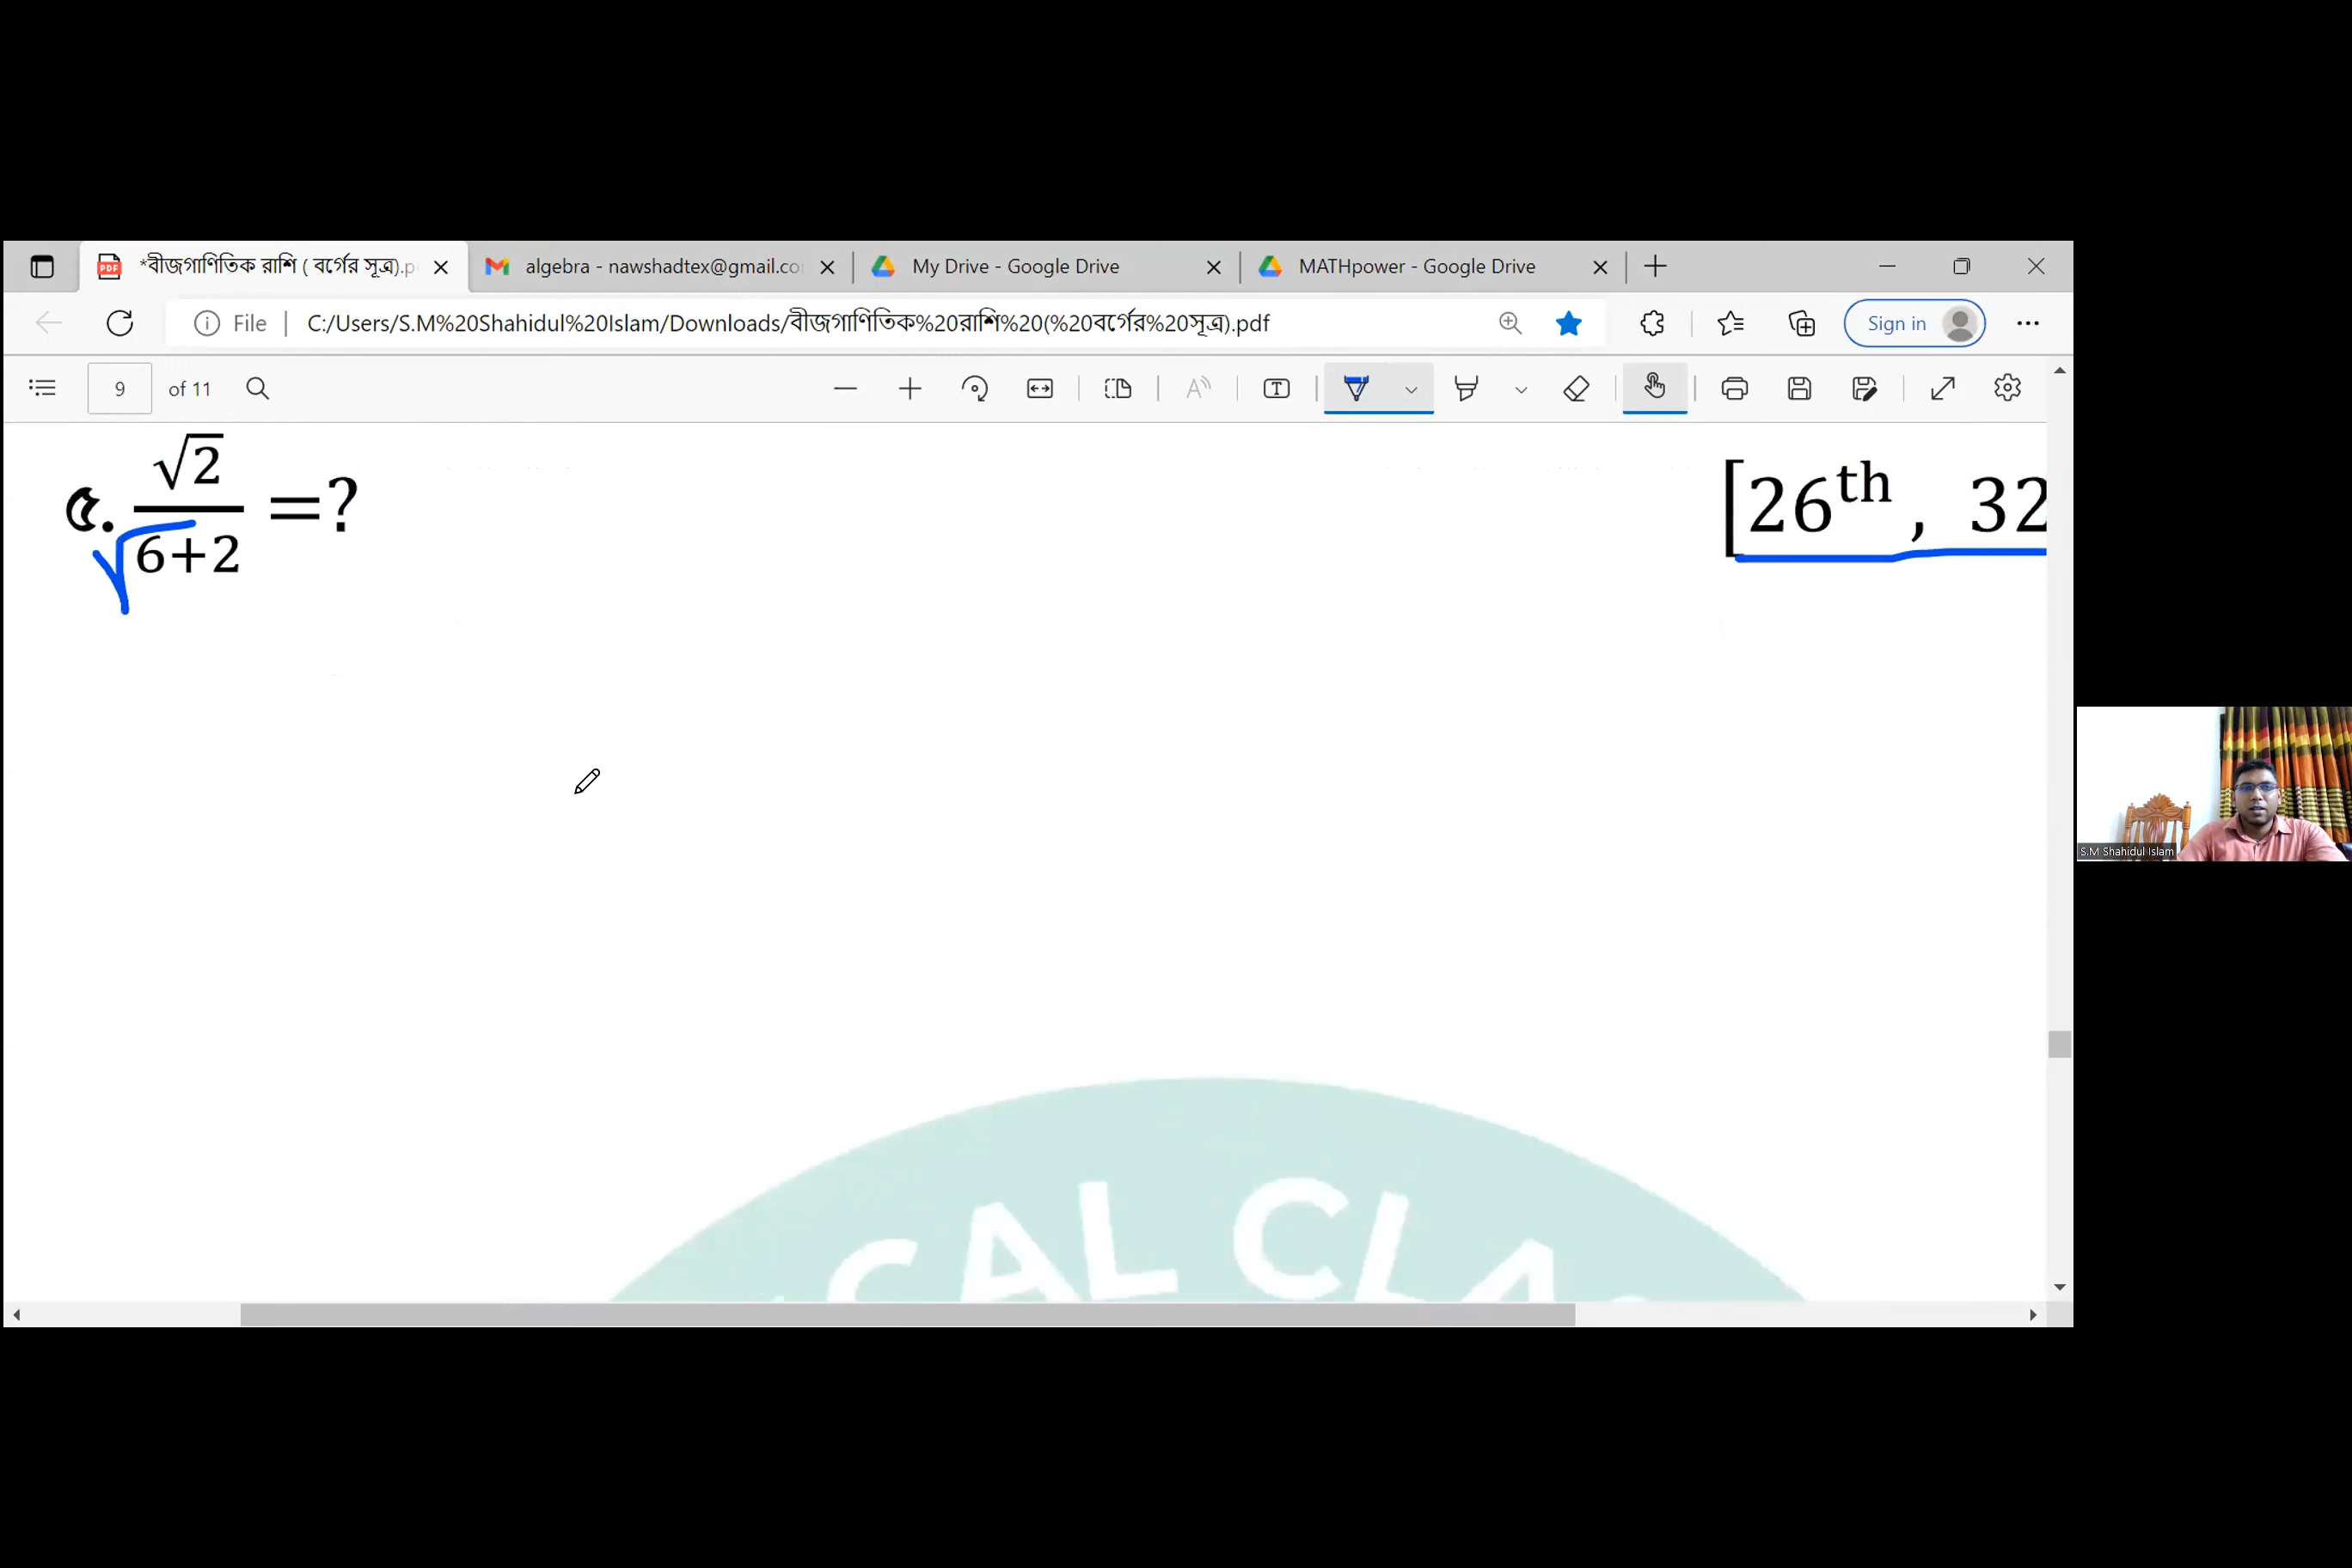 *বীজগাণিতিক রাশি ( বর্গের সূত্র).p
algebra - nawshadtex@gmail.co
My Drive - Google Drive
MATHpower - Google Drive
File | C:/Users/S.M%20Shahidul%20Islam/Downloads/বীজগাণিতিক%20রাশি%20(%20বর্গের%20সূত্র).pdf
Sign in
9 of 11
৫. √2 / √6+2 =?
[26th, 32
CAL CLA
S.M Shahidul Islam